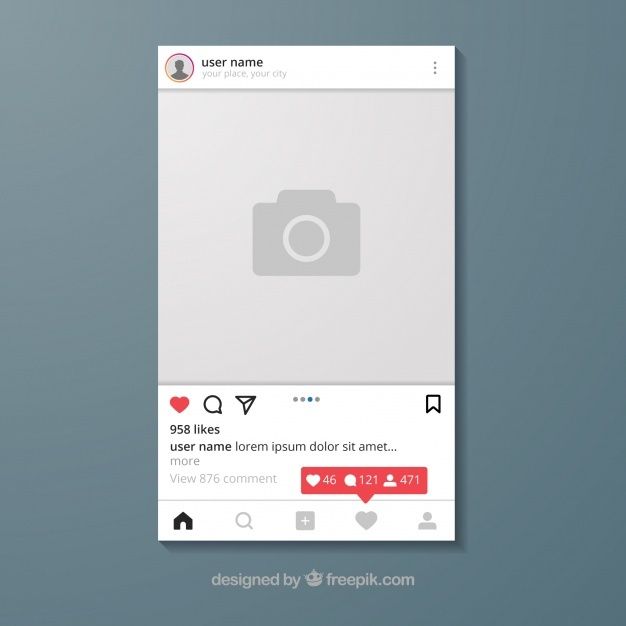 user name
your place, your city
958 likes
user name lorem ipsum dolor sit amet...
more
View 876 comment
46 121 471
designed by freepik.com